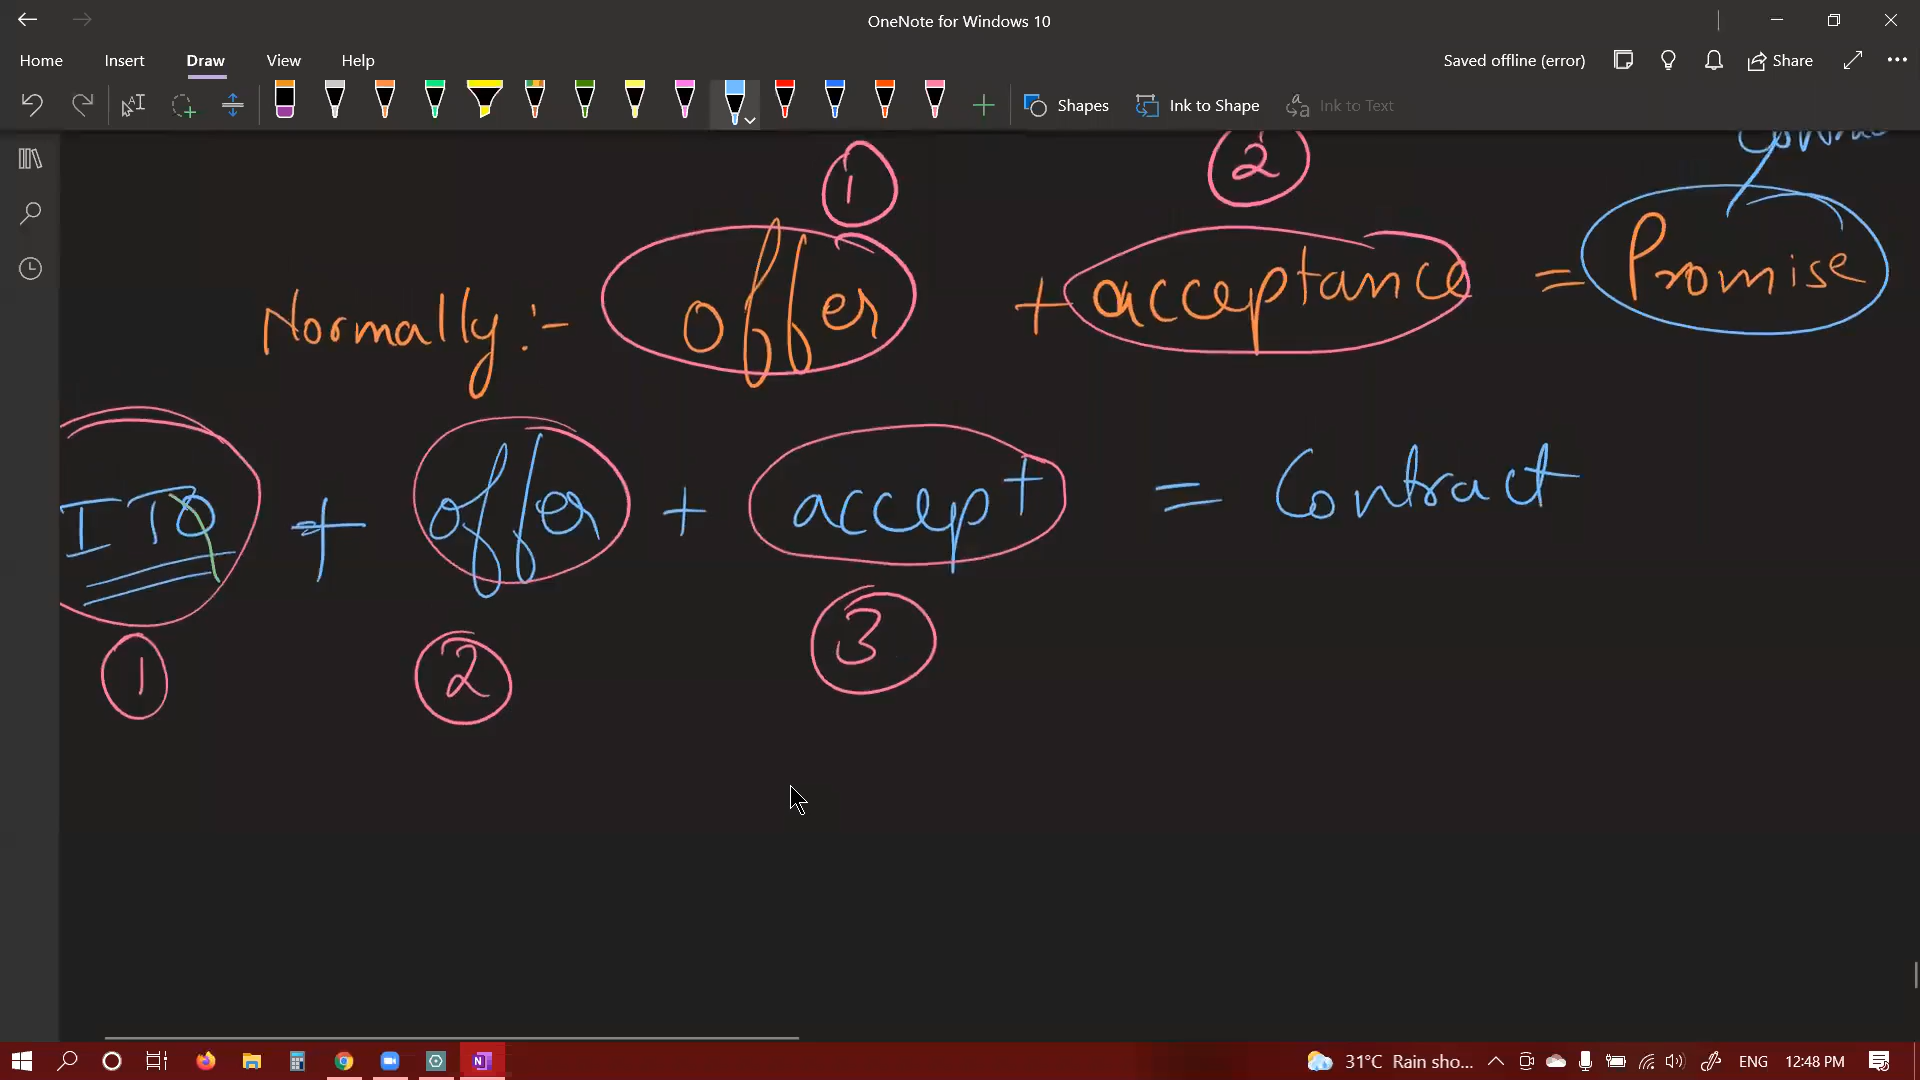 OneNote for Windows 10
Home Insert Draw View Help Saved offline (error) Share
Shapes Ink to Shape Ink to Text
1 2
Normally :- offer + acceptance = Promise
ITO + offer + accept = Contract
1 2 3
31°C Rain sho... ENG 12:48 PM